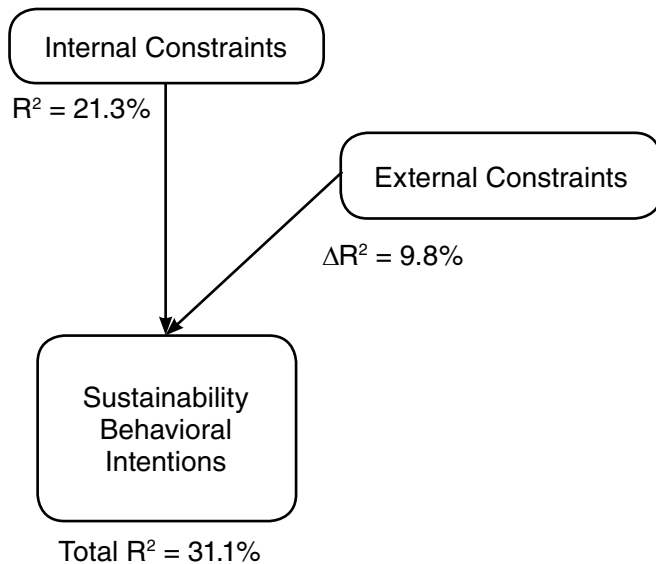 Internal Constraints
R² = 21.3%
External Constraints
ΔR² = 9.8%
Sustainability
Behavioral
Intentions
Total R² = 31.1%